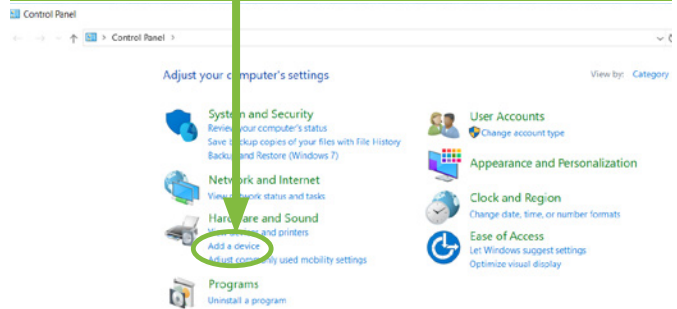 Control Panel
Control Panel
Adjust your computer's settings
View by: Category
System and Security
Review your computer's status
Save backup copies of your files with File History
Backup and Restore (Windows 7)
Network and Internet
View network status and tasks
Hardware and Sound
View devices and printers
Add a device
Adjust commonly used mobility settings
Programs
Uninstall a program
User Accounts
Change account type
Appearance and Personalization
Clock and Region
Change date, time, or number formats
Ease of Access
Let Windows suggest settings
Optimize visual display